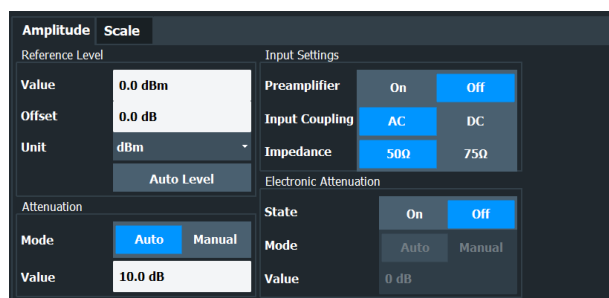 Amplitude Scale
Reference Level
Value 0.0 dBm
Offset 0.0 dB
Unit dBm
Auto Level
Attenuation
Mode Auto Manual
Value 10.0 dB
Input Settings
Preamplifier On Off
Input Coupling AC DC
Impedance 50Ω 75Ω
Electronic Attenuation
State On Off
Mode Auto Manual
Value 0 dB